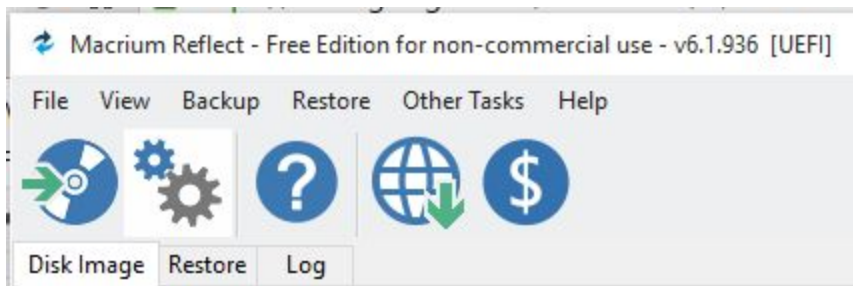 Macrium Reflect - Free Edition for non-commercial use - v6.1.936 [UEFI]
File View Backup Restore Other Tasks Help
? $
Disk Image Restore Log